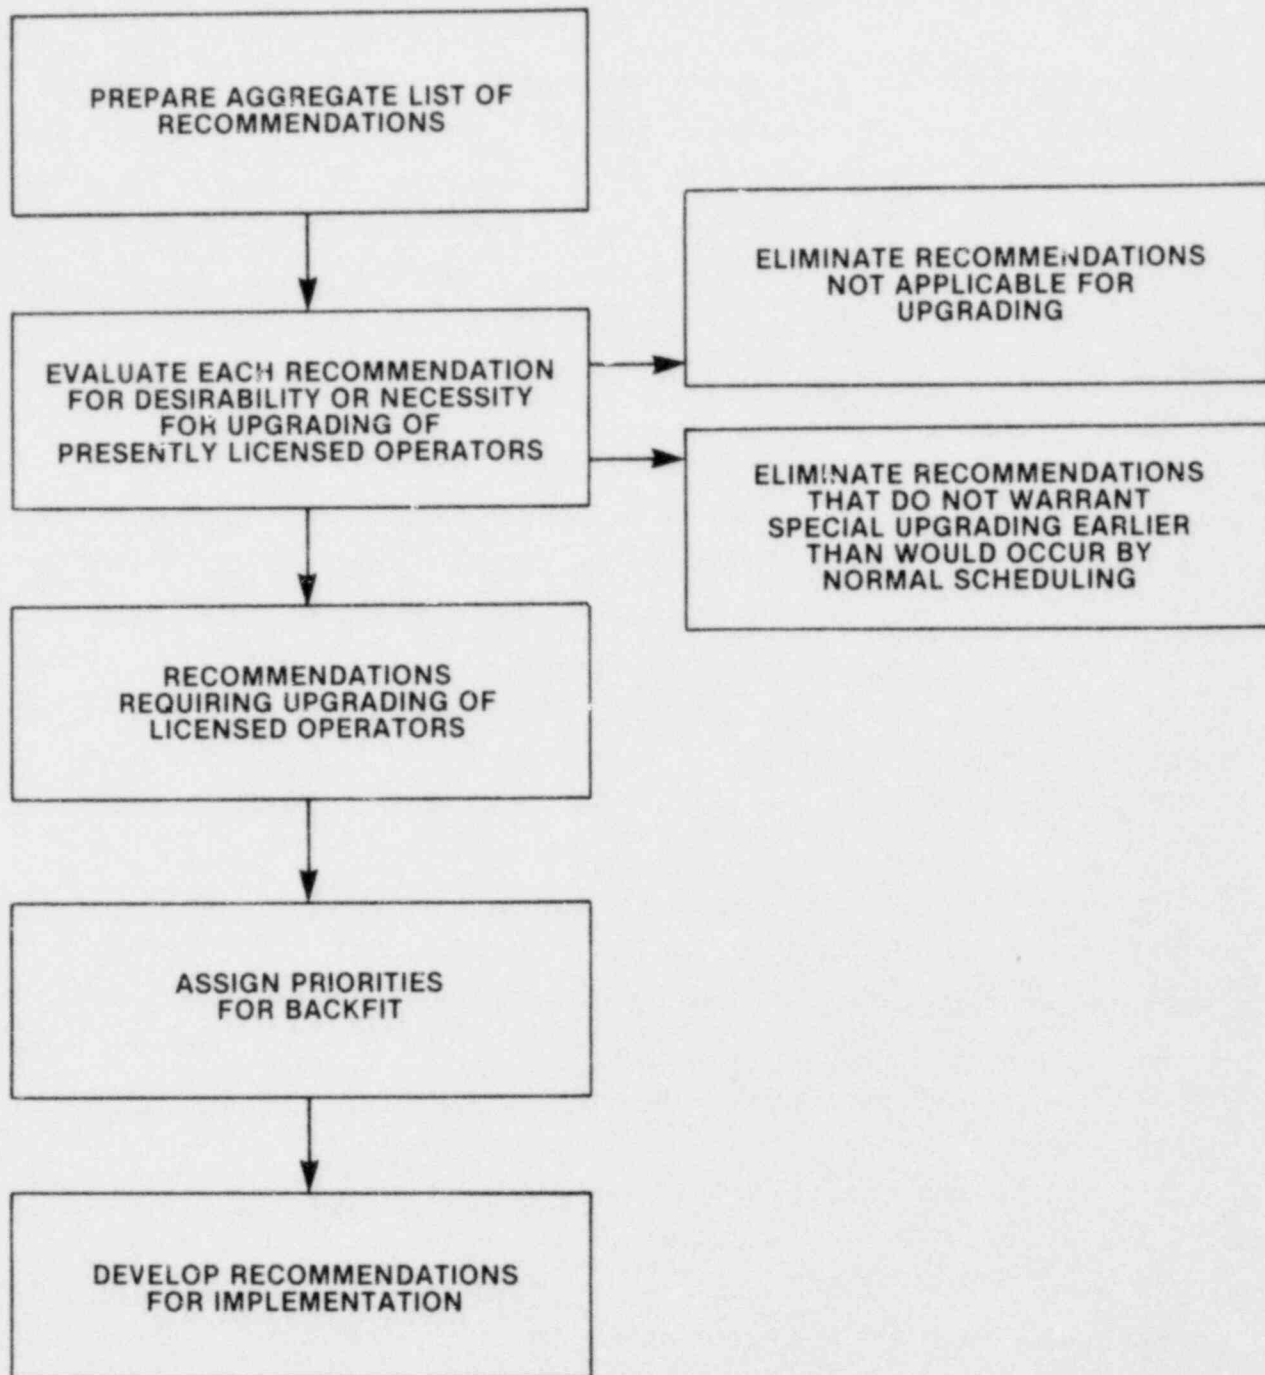 PREPARE AGGREGATE LIST OF
RECOMMENDATIONS
ELIMINATE RECOMMENDATIONS
NOT APPLICABLE FOR
UPGRADING
EVALUATE EACH RECOMMENDATION
FOR DESIRABILITY OR NECESSITY
FOR UPGRADING OF
PRESENTLY LICENSED OPERATORS
ELIMINATE RECOMMENDATIONS
THAT DO NOT WARRANT
SPECIAL UPGRADING EARLIER
THAN WOULD OCCUR BY
NORMAL SCHEDULING
RECOMMENDATIONS
REQUIRING UPGRADING OF
LICENSED OPERATORS
ASSIGN PRIORITIES
FOR BACKFIT
DEVELOP RECOMMENDATIONS
FOR IMPLEMENTATION